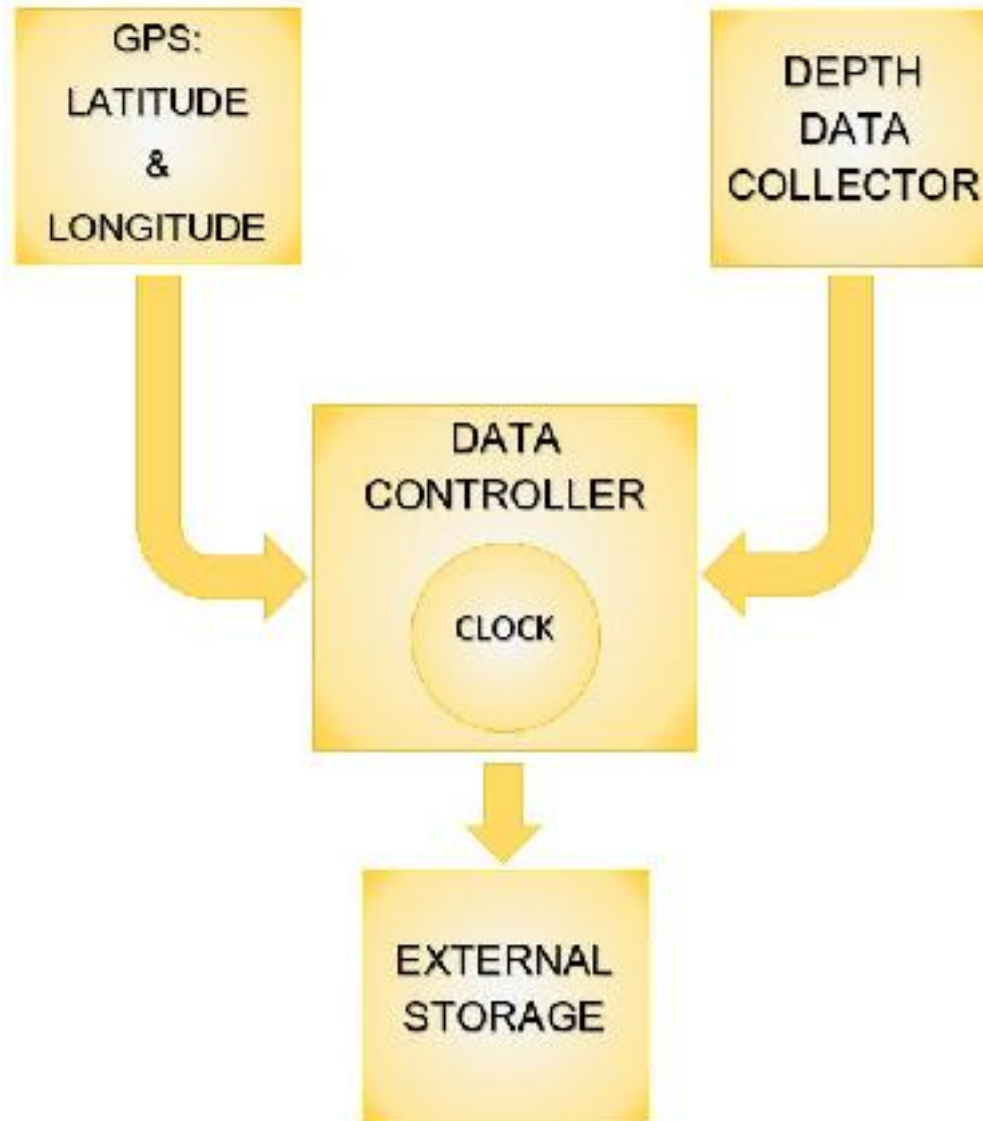 GPS:
LATITUDE
&
LONGITUDE
DEPTH
DATA
COLLECTOR
DATA
CONTROLLER
CLOCK
EXTERNAL
STORAGE